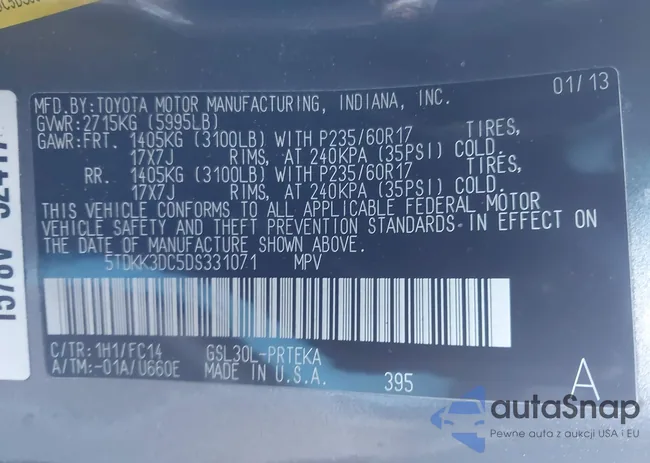 MFD.BY:TOYOTA MOTOR MANUFACTURING, INDIANA, INC. 01/13
GVWR:2715KG (5995LB)
GAWR:FRT. 1405KG (3100LB) WITH P235/60R17 TIRES,
17X7J RIMS, AT 240KPA (35PSI) COLD.
RR. 1405KG (3100LB) WITH P235/60R17 TIRES,
17X7J RIMS, AT 240KPA (35PSI) COLD.
THIS VEHICLE CONFORMS TO ALL APPLICABLE FEDERAL MOTOR
VEHICLE SAFETY AND THEFT PREVENTION STANDARDS IN EFFECT ON
THE DATE OF MANUFACTURE SHOWN ABOVE.
5TDKK3DC5DS331071 MPV
C/TR:1H1/FC14 GSL30L-PRTEKA
A/TM:-01A/U660E MADE IN U.S.A. 395 A
autaSnap
Pewne auta z aukcji USA i EU